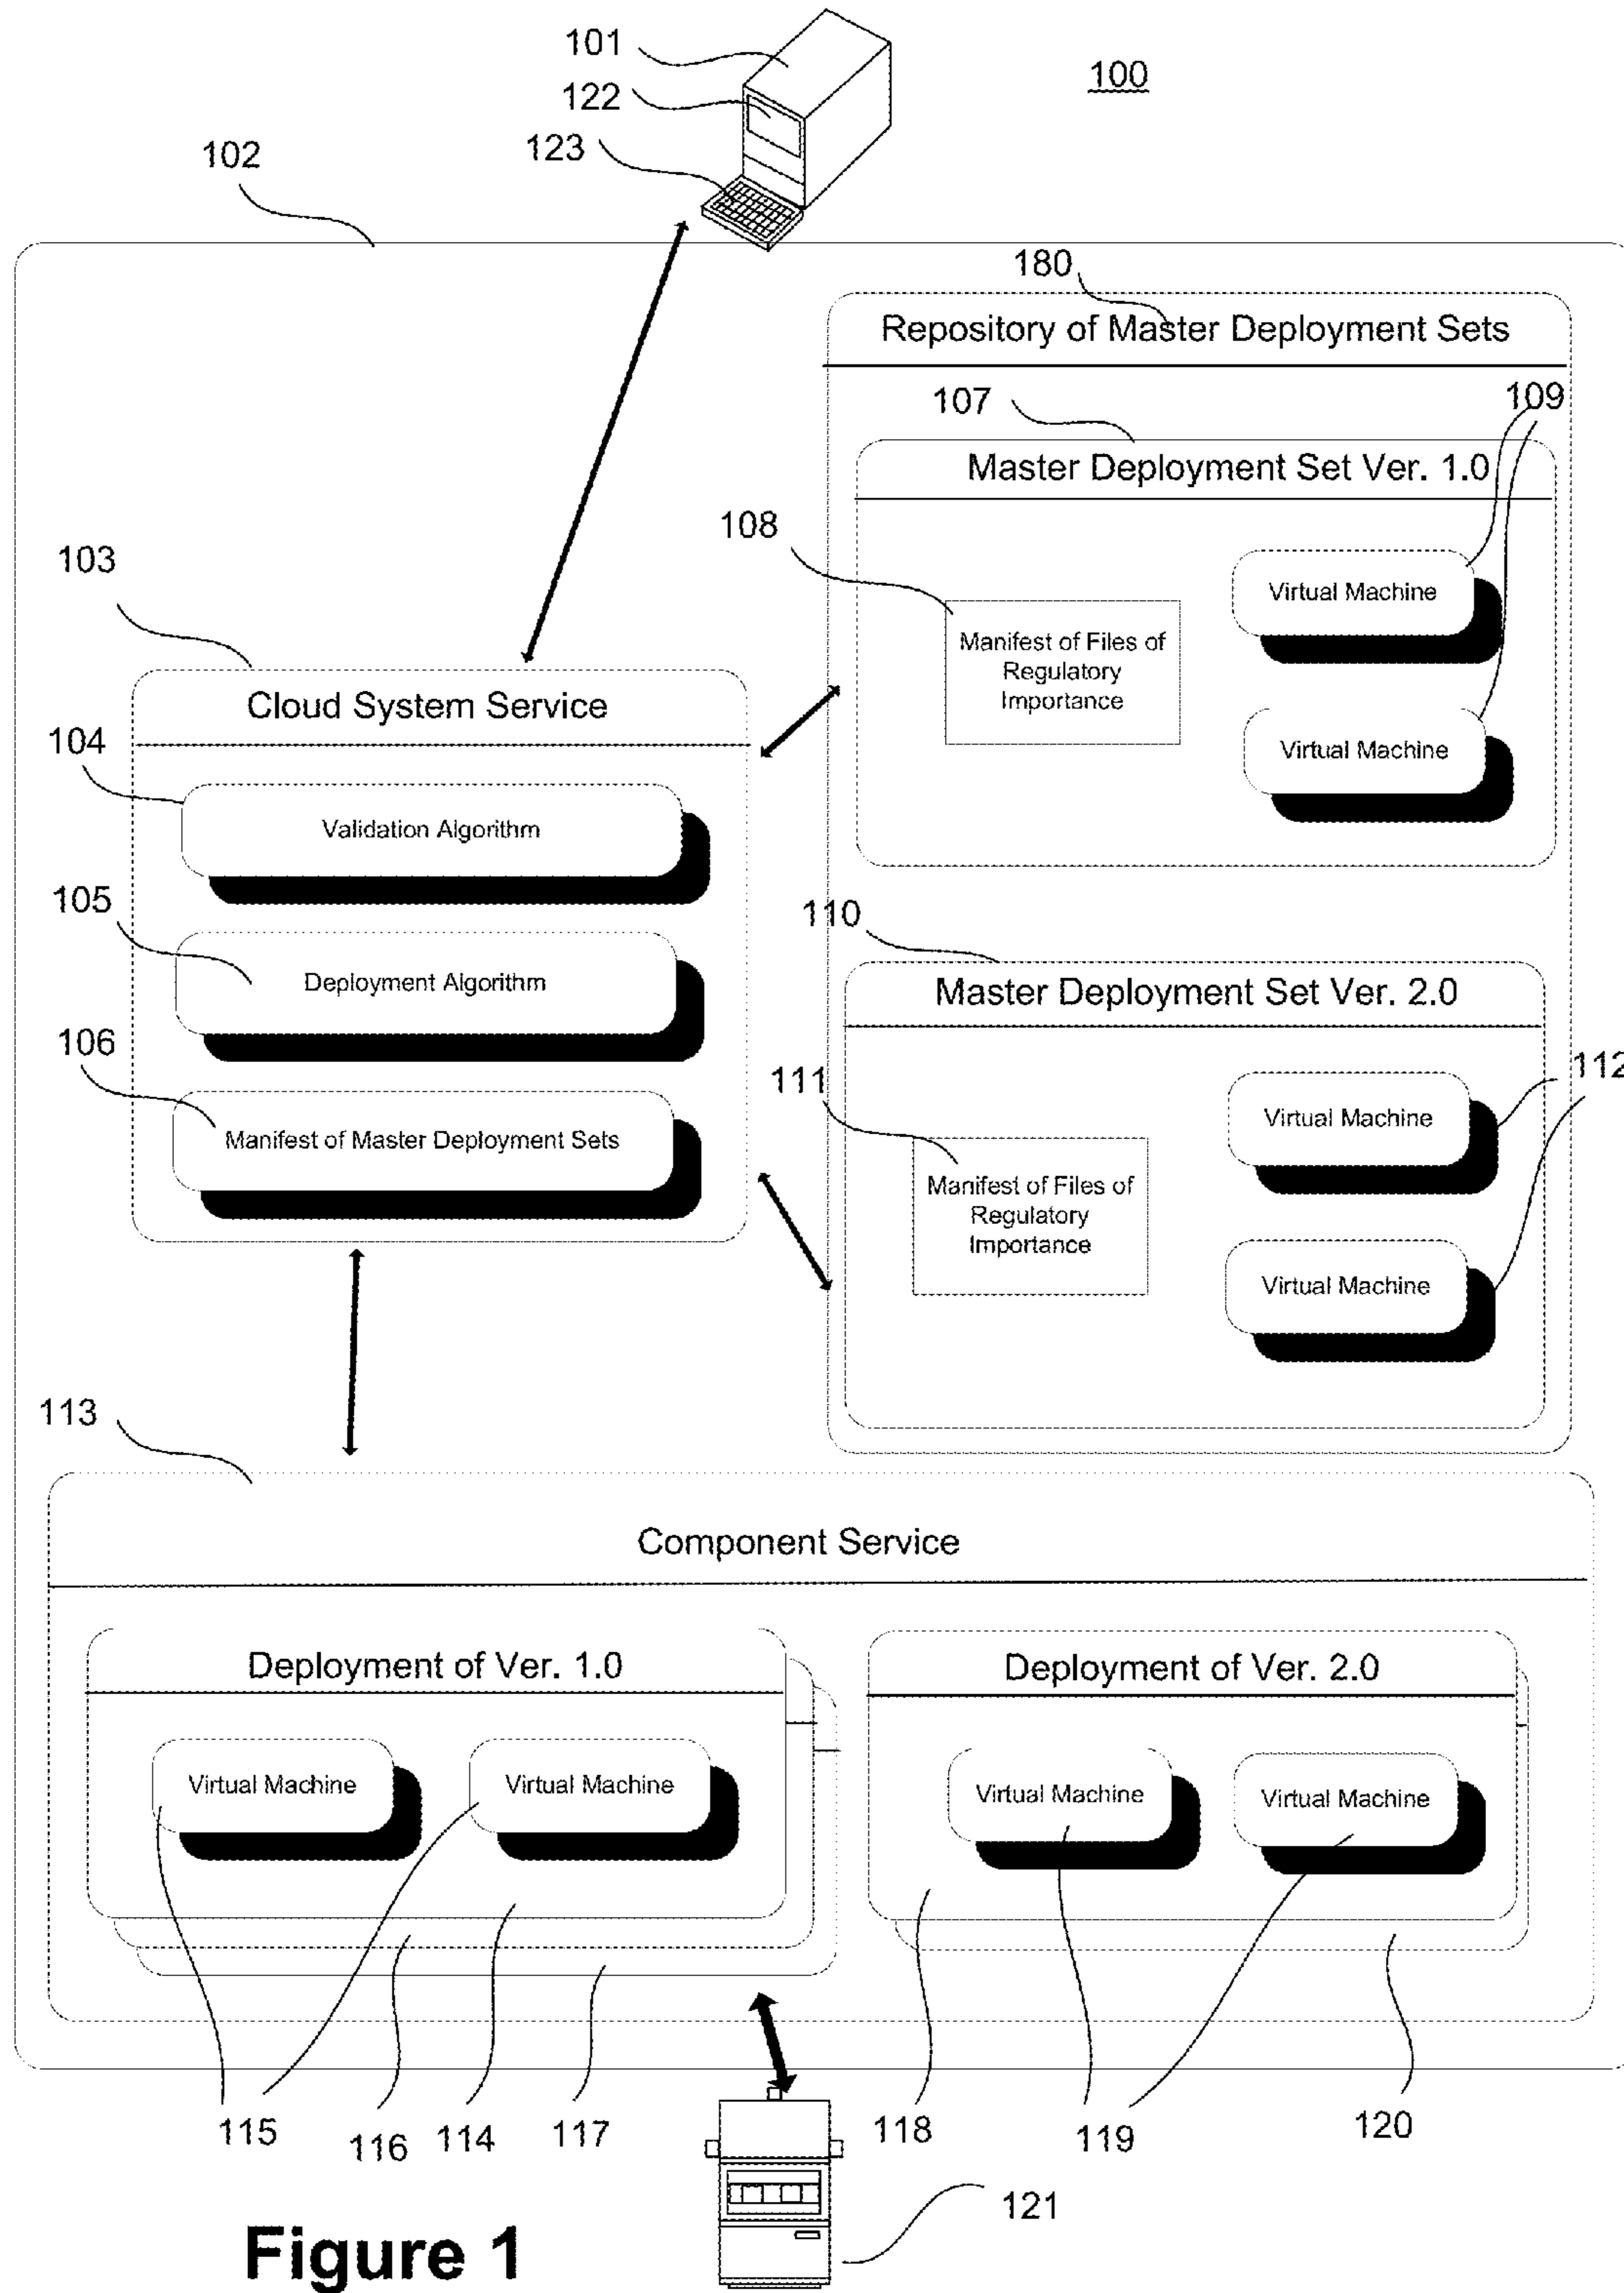 101
100
122
123
102
180
Repository of Master Deployment Sets
107
109
Master Deployment Set Ver. 1.0
108
103
Virtual Machine
Manifest of Files of
Regulatory
Importance
Cloud System Service
104
Virtual Machine
Validation Algorithm
105
110
Deployment Algorithm
Master Deployment Set Ver. 2.0
106
111
112
Virtual Machine
Manifest of Master Deployment Sets
Manifest of Files of
Regulatory
Importance
Virtual Machine
113
Component Service
Deployment of Ver. 1.0
Deployment of Ver. 2.0
Virtual Machine
Virtual Machine
Virtual Machine
Virtual Machine
115
116
114
117
118
119
120
121
Figure 1